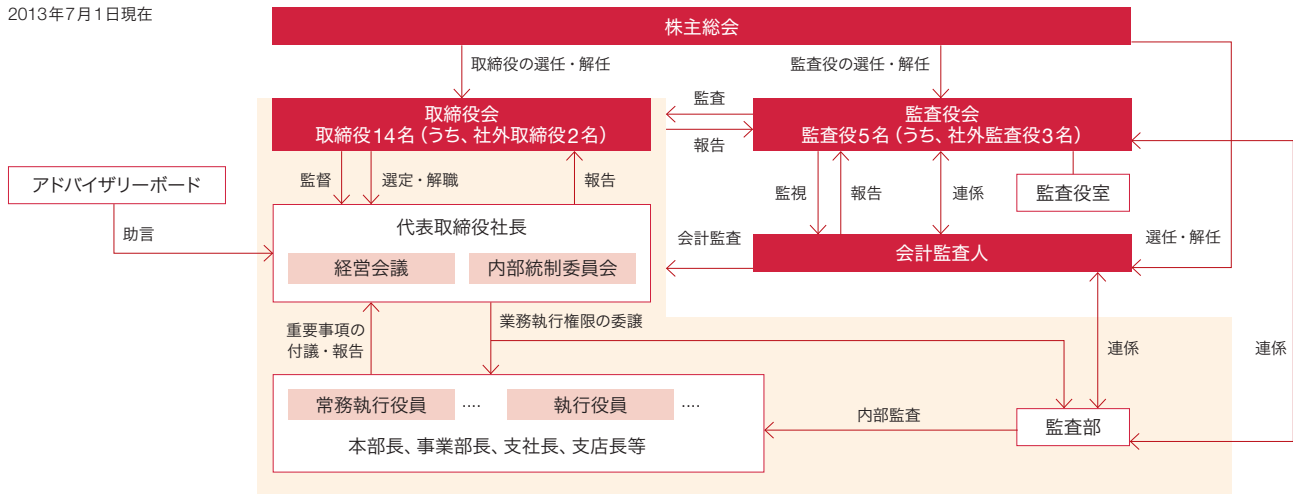 2013年7月1日現在
株主総会
取締役の選任・解任
監査役の選任・解任
取締役会
取締役14名（うち、社外取締役2名）
監査
報告
監査役会
監査役5名（うち、社外監査役3名）
アドバイザリーボード
助言
監督
選定・解職
報告
監視
報告
連係
監査役室
代表取締役社長
経営会議
内部統制委員会
会計監査
会計監査人
選任・解任
重要事項の
付議・報告
業務執行権限の委譲
連係
連係
常務執行役員
‥‥
執行役員
‥‥
本部長、事業部長、支社長、支店長等
内部監査
監査部